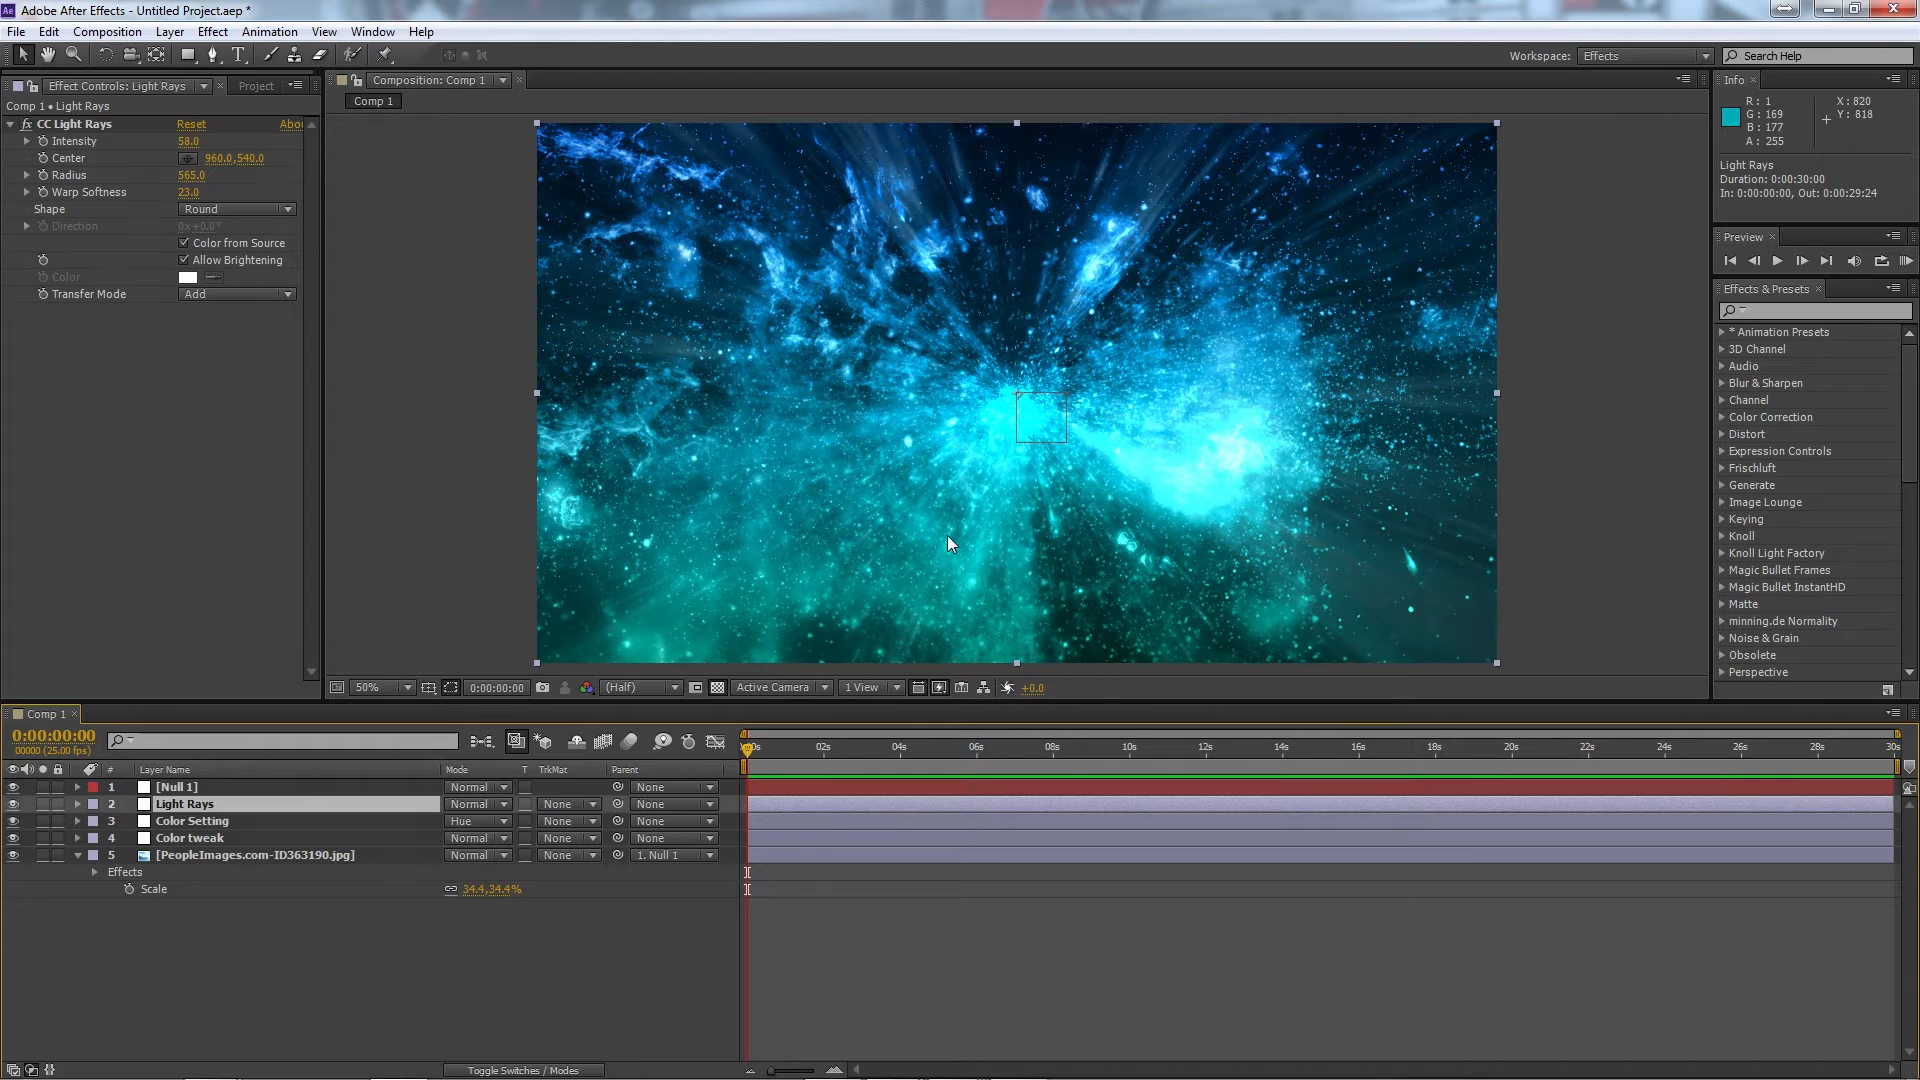 Ae Adobe After Effects - Untitled Project.aep *
File Edit Composition Layer Effect Animation View Window Help
T Workspace: Effects Search Help
Effect Controls: Light Rays × Project
Comp 1 • Light Rays
fx CC Light Rays Reset Abou
Intensity 58.0
Center 960.0,540.0
Radius 565.0
Warp Softness 23.0
Shape Round
Direction 0x+0.0°
Color from Source
Allow Brightening
Color
Transfer Mode Add
Composition: Comp 1 ×
Comp 1
50% 0:00:00:00 (Half) Active Camera 1 View +0.0
Info ×
R : 1 X : 820
G : 169 Y : 818
B : 177
A : 255
Light Rays
Duration: 0:00:30:00
In: 0:00:00:00, Out: 0:00:29:24
Preview ×
Effects & Presets ×
* Animation Presets
3D Channel
Audio
Blur & Sharpen
Channel
Color Correction
Distort
Expression Controls
Frischluft
Generate
Image Lounge
Keying
Knoll
Knoll Light Factory
Magic Bullet Frames
Magic Bullet InstantHD
Matte
minning.de Normality
Noise & Grain
Obsolete
Perspective
Comp 1 ×
0:00:00:00
00000 (25.00 fps)
02s 04s 06s 08s 10s 12s 14s 16s 18s 20s 22s 24s 26s 28s 30s
# Layer Name Mode T TrkMat Parent
1 [Null 1] Normal None
2 Light Rays Normal None None
3 Color Setting Hue None None
4 Color tweak Normal None None
5 [PeopleImages.com-ID363190.jpg] Normal None 1. Null 1
Effects
Scale 34.4,34.4%
Toggle Switches / Modes